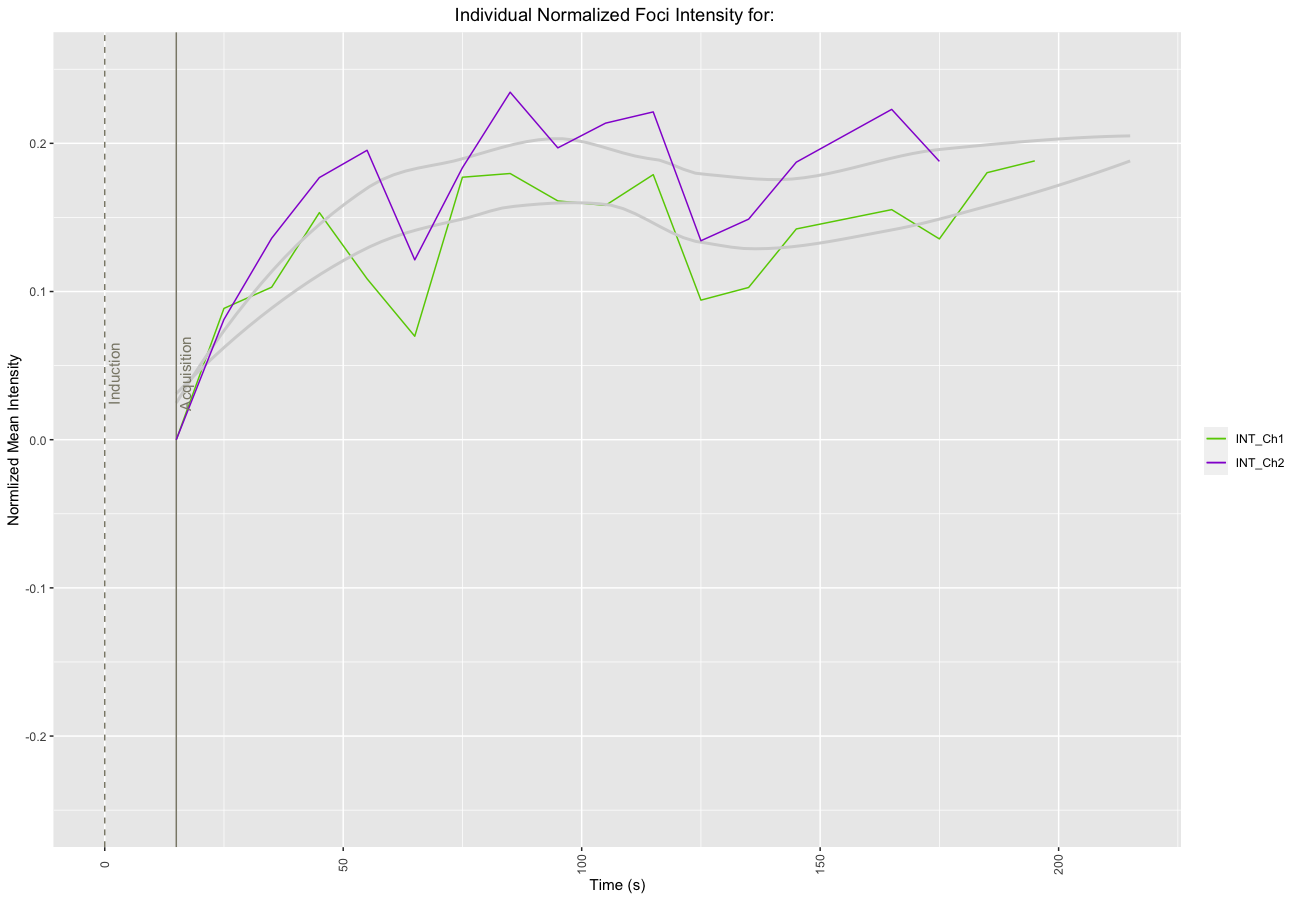 Individual Normalized Foci Intensity for:
Normlized Mean Intensity
0.2
0.1
0.0
-0.1
-0.2
Induction
Acquisition
0
50
100
150
200
Time (s)
INT_Ch1
INT_Ch2